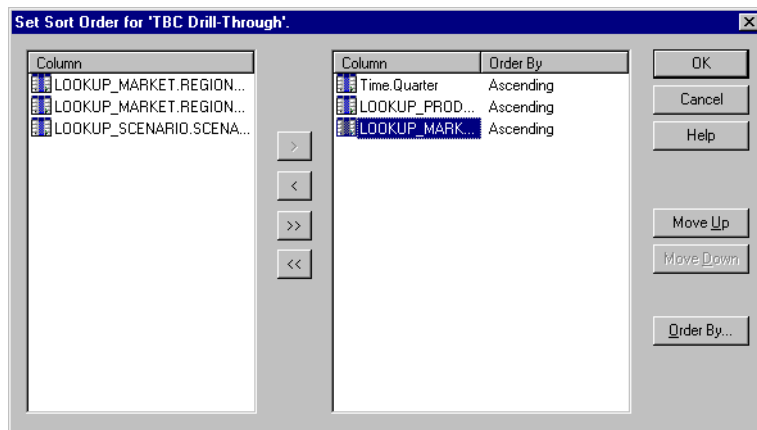 Set Sort Order for 'TBC Drill-Through'.
Column
LOOKUP_MARKET.REGION...
LOOKUP_MARKET.REGION...
LOOKUP_SCENARIO.SCENA...
>
<
>>
<<
Column Order By
Time.Quarter Ascending
LOOKUP_PROD... Ascending
LOOKUP_MARK... Ascending
OK
Cancel
Help
Move Up
Move Down
Order By...